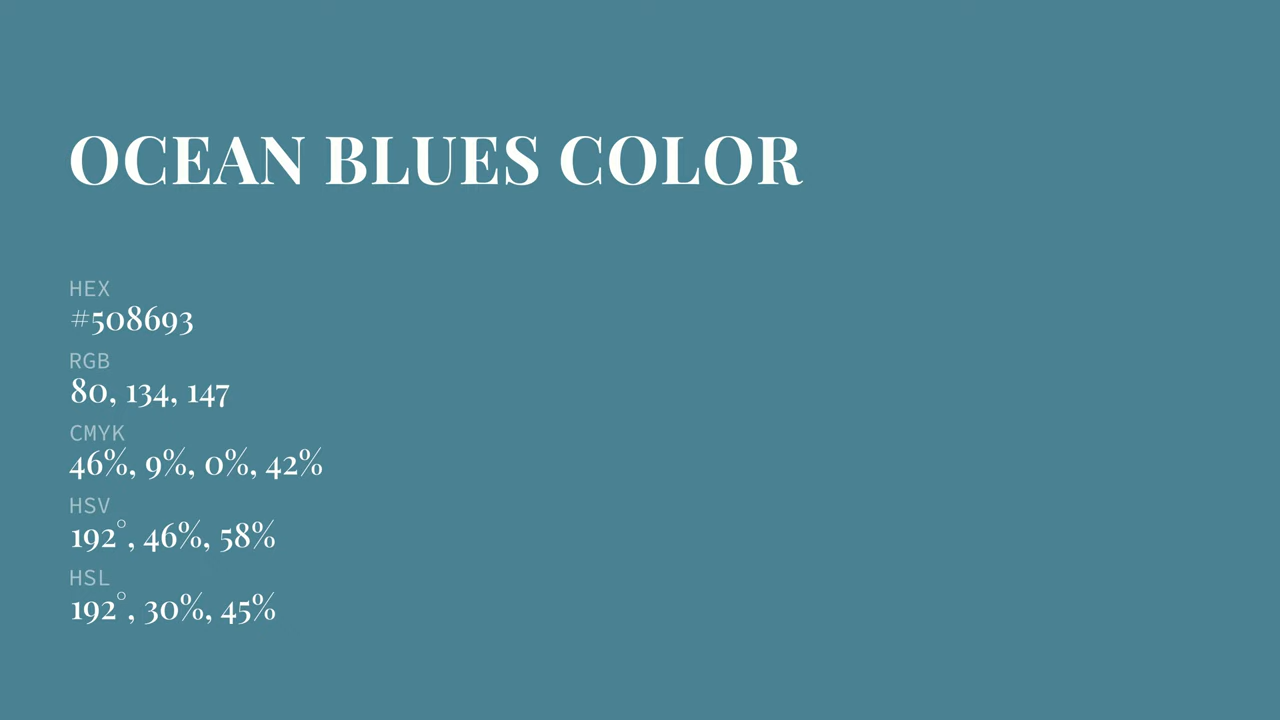 OCEAN BLUES COLOR
HEX
#508693
RGB
80, 134, 147
CMYK
46%, 9%, 0%, 42%
HSV
192°, 46%, 58%
HSL
192°, 30%, 45%